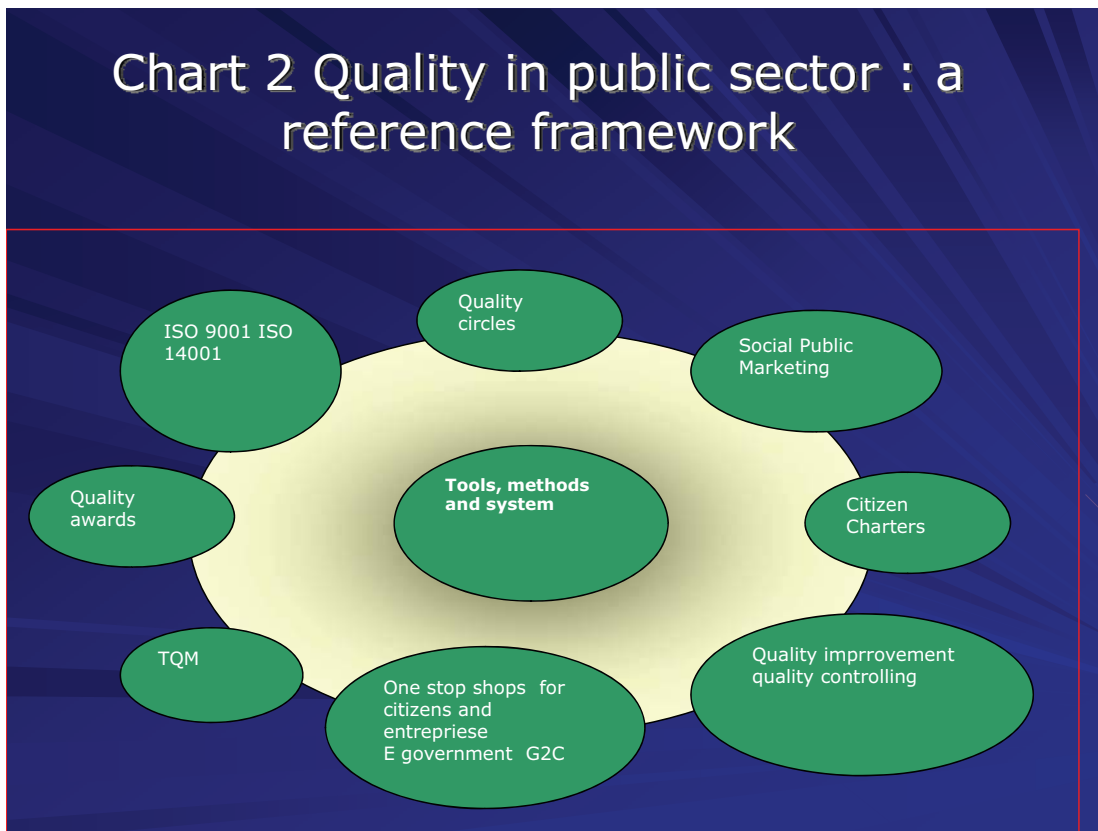 Chart 2 Quality in public sector : a
reference framework
Quality
circles
ISO 9001 ISO
14001
Social Public
Marketing
Tools, methods
and system
Quality
awards
Citizen
Charters
TQM
Quality imprrovement
quality controlling
One stop shops for
citizens and
entrepriese
E government G2C